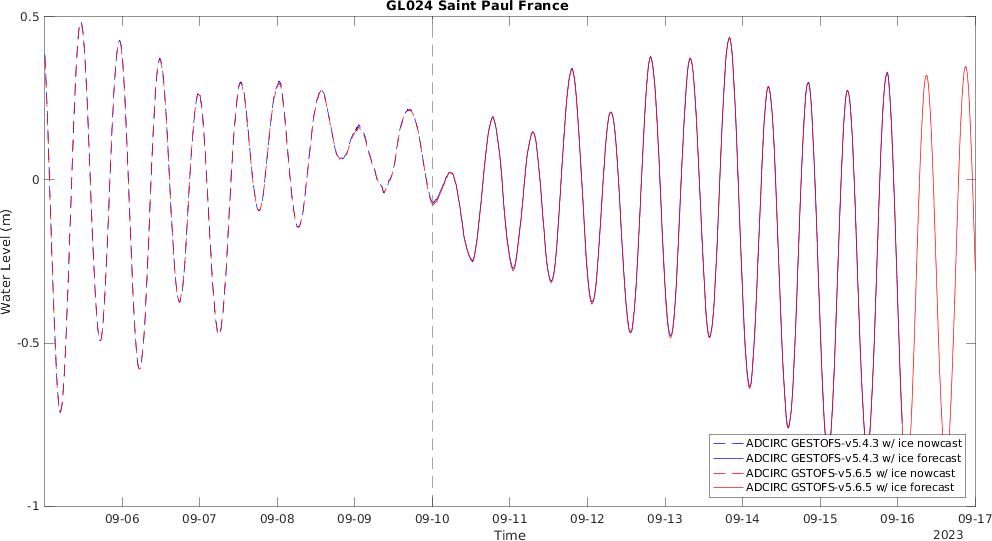 GL024 Saint Paul France
0.5
0
-0.5
-1
Water Level (m)
09-06
09-07
09-08
09-09
09-10
09-11
09-12
09-13
09-14
09-15
09-16
09-17
Time
2023
ADCIRC GESTOFS-v5.4.3 w/ ice nowcast
ADCIRC GESTOFS-v5.4.3 w/ ice forecast
ADCIRC GSTOFS-v5.6.5 w/ ice nowcast
ADCIRC GSTOFS-v5.6.5 w/ ice forecast